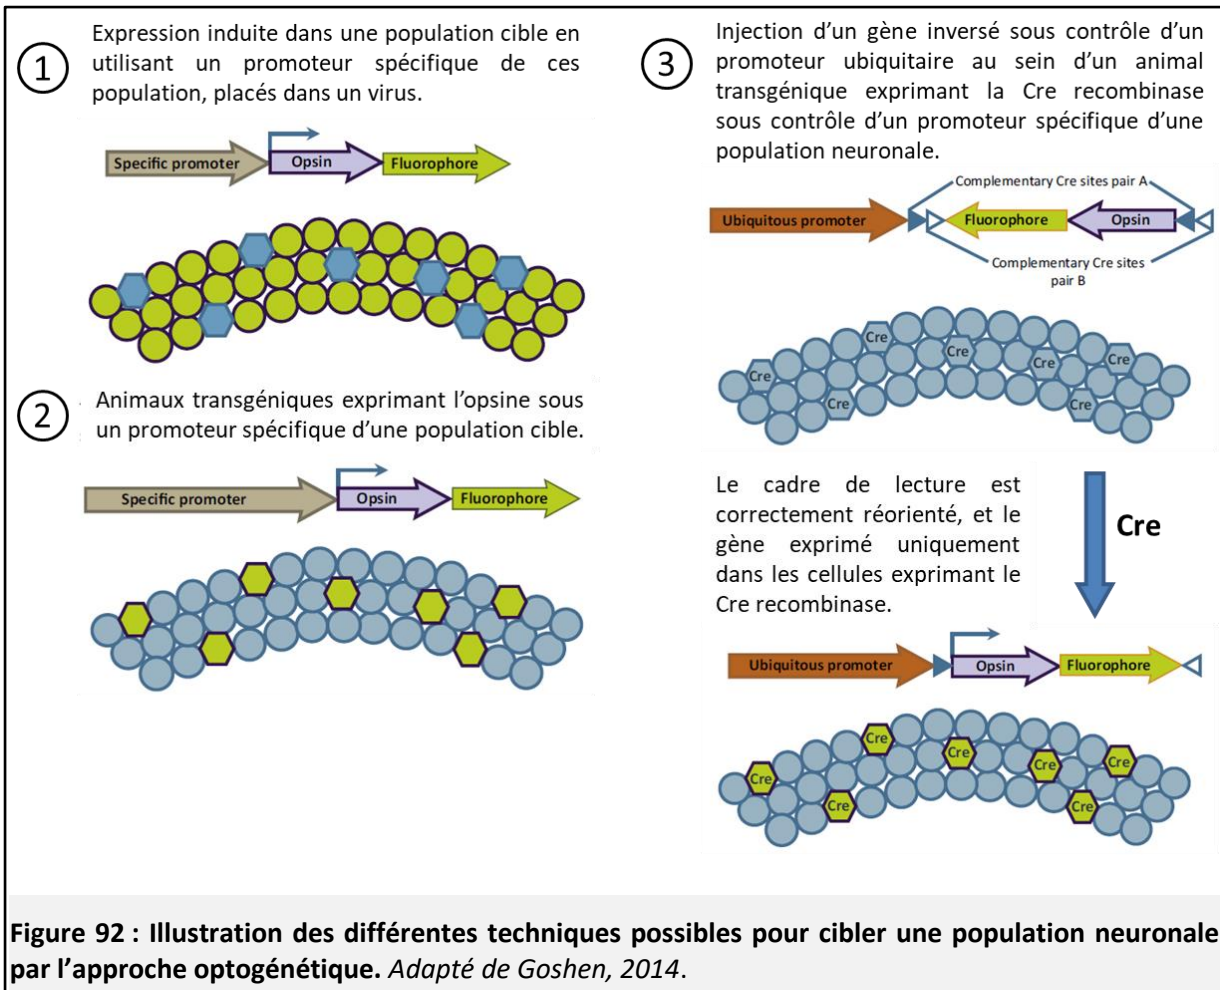 1
Expression induite dans une population cible en
utilisant un promoteur spécifique de ces
population, placés dans un virus.
Specific promoter
Opsin
Fluorophore
2
Animaux transgéniques exprimant l'opsine sous
un promoteur spécifique d'une population cible.
Specific promoter
Opsin
Fluorophore
3
Injection d'un gène inversé sous contrôle d'un
promoteur ubiquitaire au sein d'un animal
transgénique exprimant la Cre recombinase
sous contrôle d'un promoteur spécifique d'une
population neuronale.
Complementary Cre sites pair A
Ubiquitous promoter
Fluorophore
Opsin
Complementary Cre sites
pair B
Cre
Cre
Cre
Cre
Cre
Cre
Cre
Le cadre de lecture est
correctement réorienté, et le
gène exprimé uniquement
dans les cellules exprimant le
Cre recombinase.
Cre
Ubiquitous promoter
Opsin
Fluorophore
Cre
Cre
Cre
Cre
Cre
Cre
Cre
Figure 92 : Illustration des différentes techniques possibles pour cibler une population neuronale
par l'approche optogénétique. Adapté de Goshen, 2014.